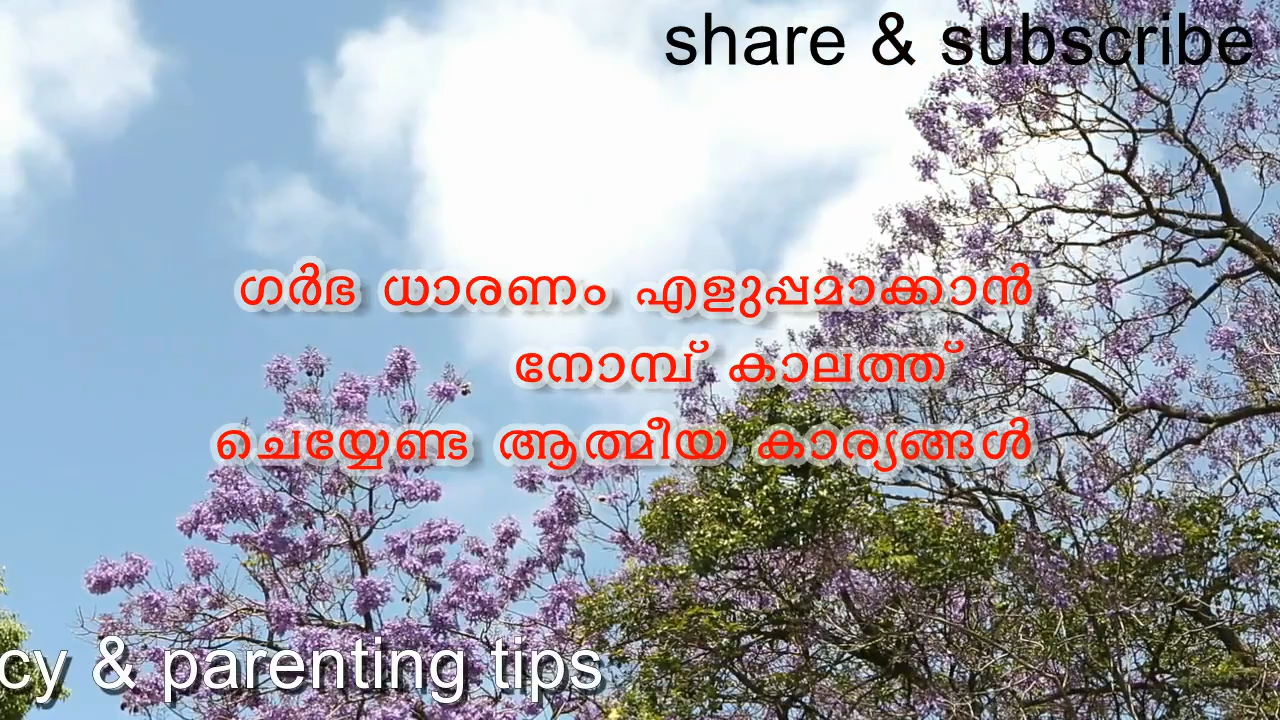 share & subscribe
ഗർഭ ധാരണം എളുപ്പമാക്കാൻ
നോമ്പ് കാലത്ത്
ചെയ്യേണ്ട ആത്മീയ കാര്യങ്ങൾ
cy & parenting tips